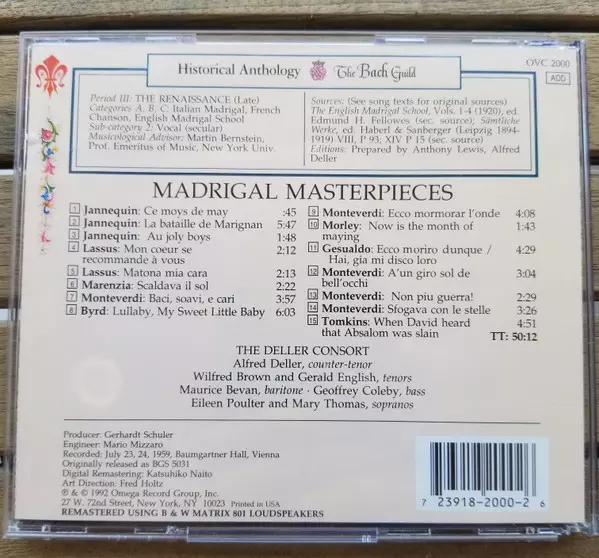 Historical Anthology The Bach Guild
OVC 2000
ADD
Period III: THE RENAISSANCE (Late)
Categories A, B, C. Italian Madrigal, French
Chanson, English Madrigal School
Sub-category 2: Vocal (secular)
Musicological Advisor: Martin Bernstein,
Prof. Emeritus of Music, New York Univ.
Sources: (See song texts for original sources)
The English Madrigal School, Vols. 1-4 (1920), ed.
Edmund H. Fellowes (sec. source); Sämtliche
Werke, ed. Haberl & Sanberger (Leipzig 1894-
1919) VIII, P 93; XIV P 15 (sec. source)
Editions: Prepared by Anthony Lewis, Alfred
Deller
MADRIGAL MASTERPIECES
1 Jannequin: Ce moys de may :45
2 Jannequin: La bataille de Marignan 5:47
3 Jannequin: Au joly boys 1:48
4 Lassus: Mon coeur se 2:12
recommande à vous
5 Lassus: Matona mia cara 2:13
6 Marenzia: Scaldava il sol 2:22
7 Monteverdi: Baci, soavi, e cari 3:57
8 Byrd: Lullaby, My Sweet Little Baby 6:03
9 Monteverdi: Ecco mormorar l'onde 4:08
10 Morley: Now is the month of 1:43
maying
11 Gesualdo: Ecco moriro dunque / 4:29
Hai, gia mi disco loro
12 Monteverdi: A'un giro sol de 3:04
bell'occhi
13 Monteverdi: Non piu guerra! 2:29
14 Monteverdi: Sfogava con le stelle 3:26
15 Tomkins: When David heard 4:51
that Absalom was slain TT: 50:12
THE DELLER CONSORT
Alfred Deller, counter-tenor
Wilfred Brown and Gerald English, tenors
Maurice Bevan, baritone · Geoffrey Coleby, bass
Eileen Poulter and Mary Thomas, sopranos
Producer: Gerhardt Schuler
Engineer: Mario Mizzaro
Recorded: July 23, 24, 1959, Baumgartner Hall, Vienna
Originally released as BGS 5031
Digital Remastering: Katsuhiko Naito
Art Direction: Fred Holtz
℗ & © 1992 Omega Record Group, Inc.
27 W. 72nd Street, New York, NY 10023 Printed in USA
REMASTERED USING B & W MATRIX 801 LOUDSPEAKERS
7 23918-2000-2 6